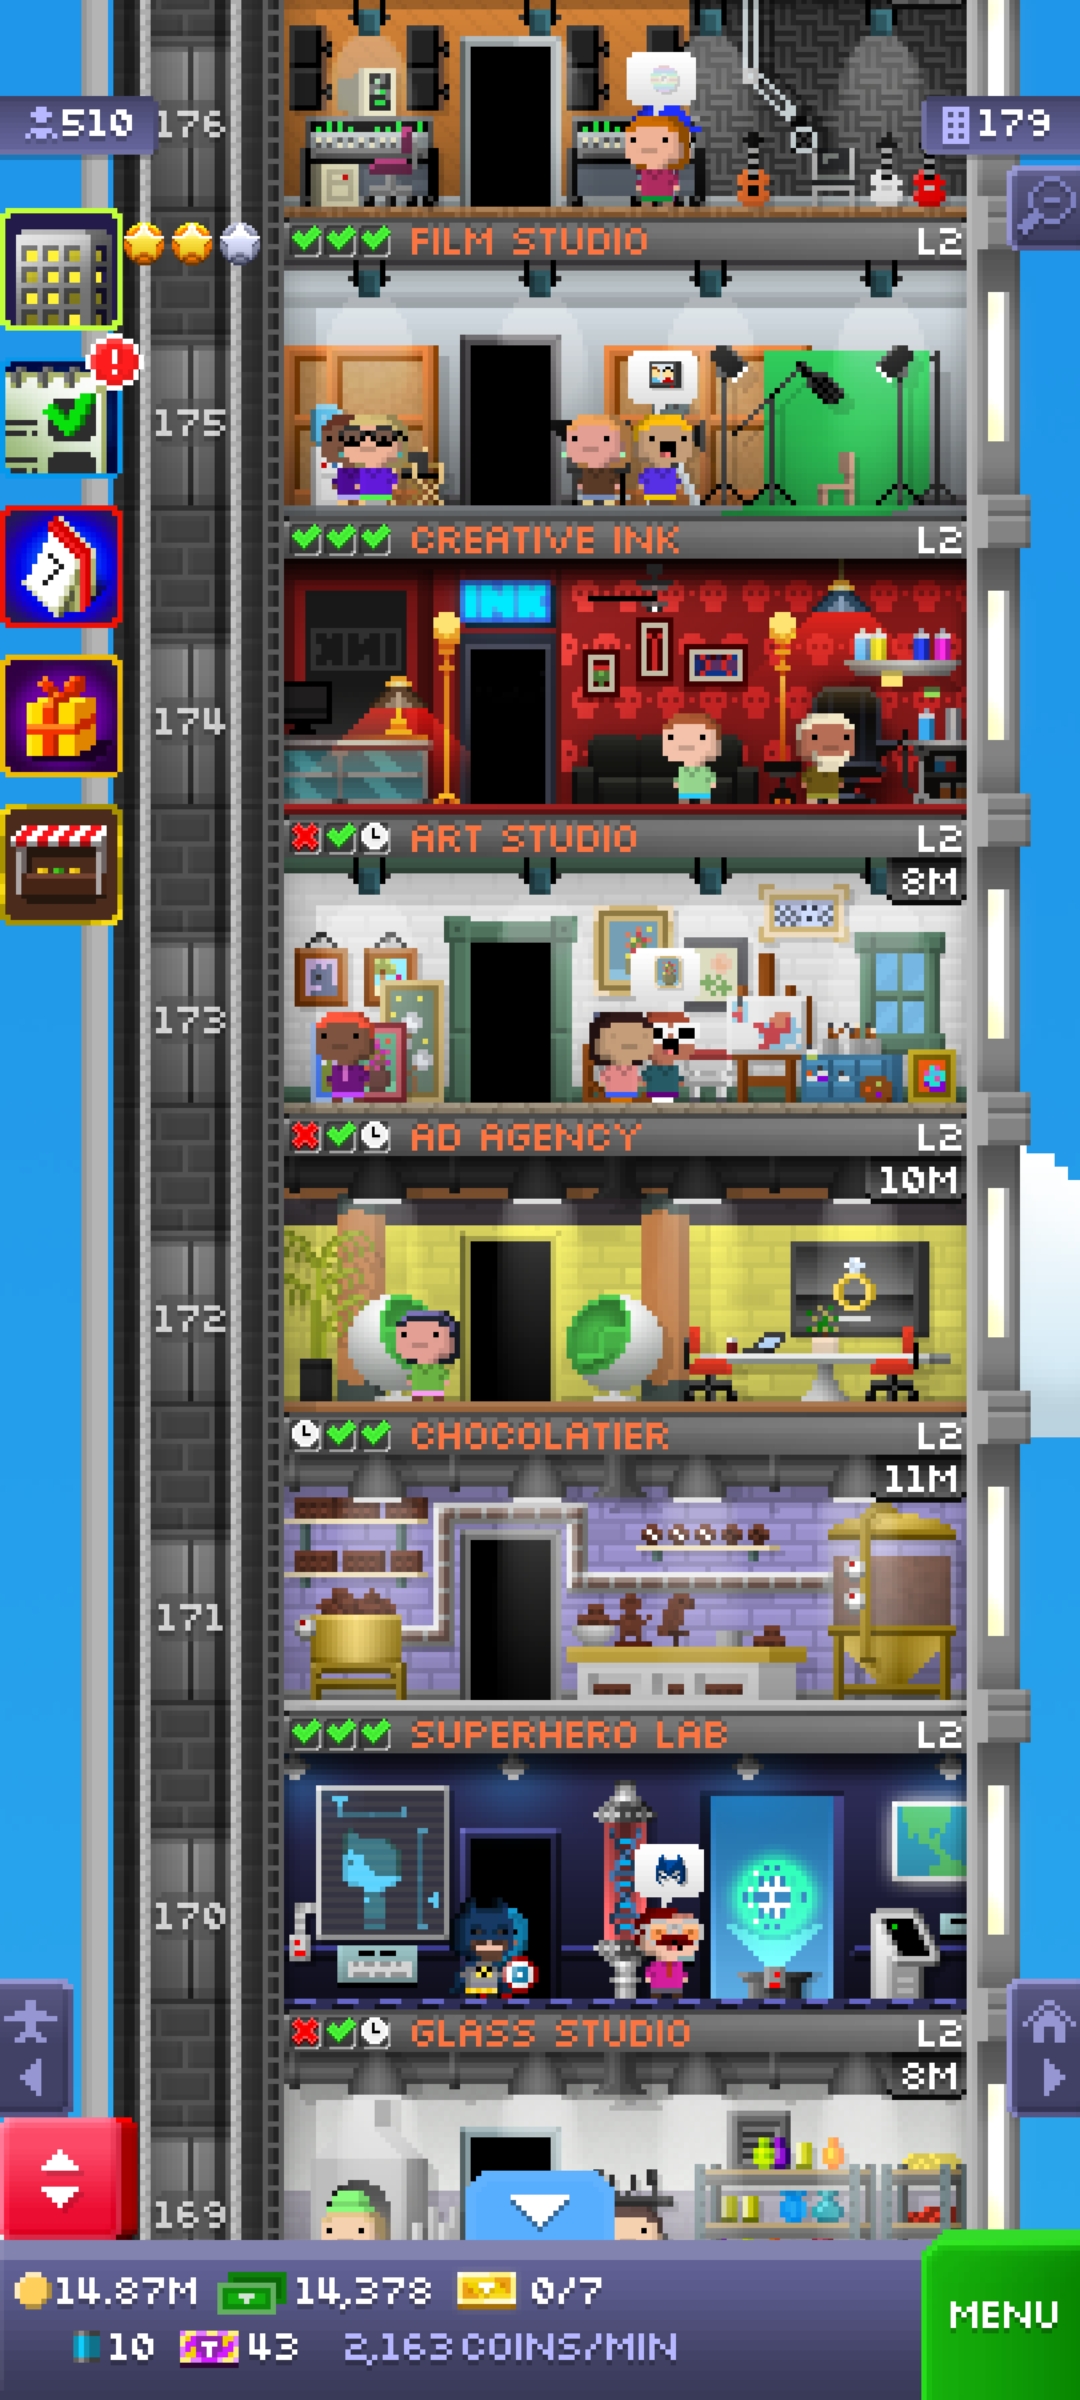 510
176
179
FILM STUDIO L2
175
CREATIVE INK L2
INK
174
ART STUDIO L2
8M
173
AD AGENCY L2
10M
172
CHOCOLATIER L2
11M
171
SUPERHERO LAB L2
170
GLASS STUDIO L2
8M
169
14.87M 14,378 0/7
10 43 2,163 COINS/MIN
MENU